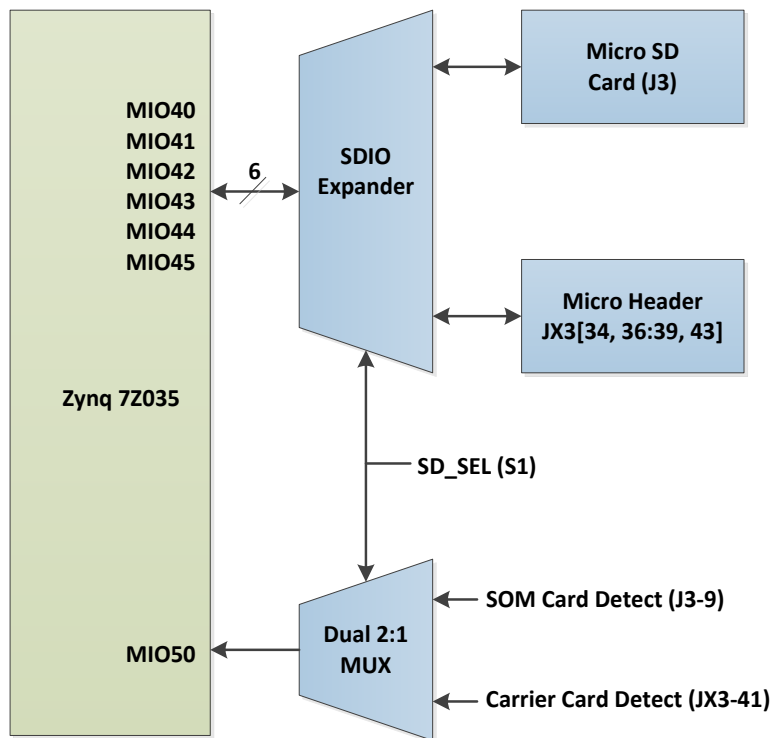 MIO40
MIO41
MIO42
MIO43
MIO44
MIO45
Zynq 7Z035
MIO50
6
SDIO
Expander
Micro SD
Card (J3)
Micro Header
JX3[34, 36:39, 43]
SD_SEL (S1)
Dual 2:1
MUX
SOM Card Detect (J3-9)
Carrier Card Detect (JX3-41)